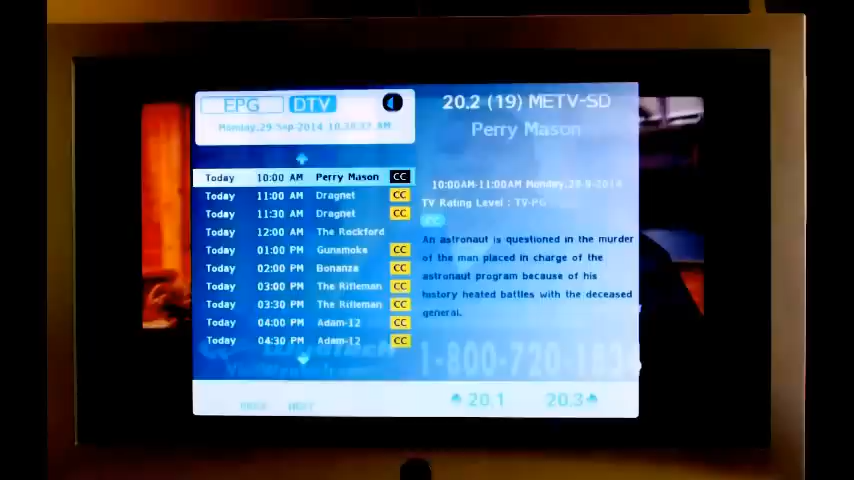 EPG DTV
Monday,29-Sep-2014 10:28:37 AM
Today 10:00 AM Perry Mason CC
Today 11:00 AM Dragnet CC
Today 11:30 AM Dragnet CC
Today 12:00 AM The Rockford
Today 01:00 PM Gunsmoke CC
Today 02:00 PM Bonanza CC
Today 03:00 PM The Rifleman CC
Today 03:30 PM The Rifleman CC
Today 04:00 PM Adam-12 CC
Today 04:30 PM Adam-12 CC
20.2 (19) METV-SD
Perry Mason
10:00AM-11:00AM Monday,29-9-2014
TV Rating Level : TV-PG
CC
An astronaut is questioned in the murder
of the man placed in charge of the
astronaut program because of his
history heated battles with the deceased
general.
1-800-720-1834
20.1 20.3